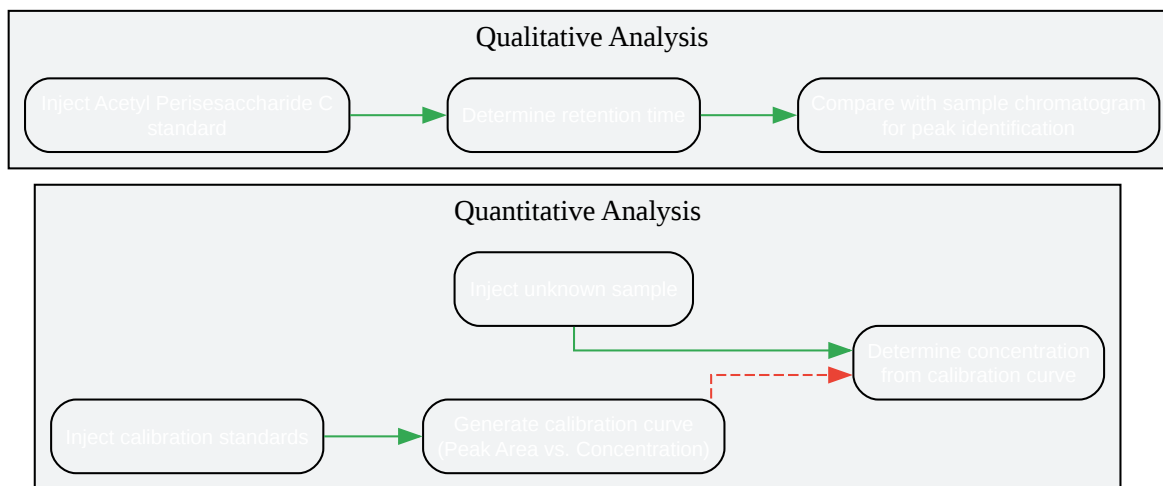 Qualitative Analysis
Inject Acetyl Perisesaccharide C
standard
Determine retention time
Compare with sample chromatogram
for peak identification
Quantitative Analysis
Inject unknown sample
Determine concentration
from calibration curve
Inject calibration standards
Generate calibration curve
(Peak Area vs. Concentration)